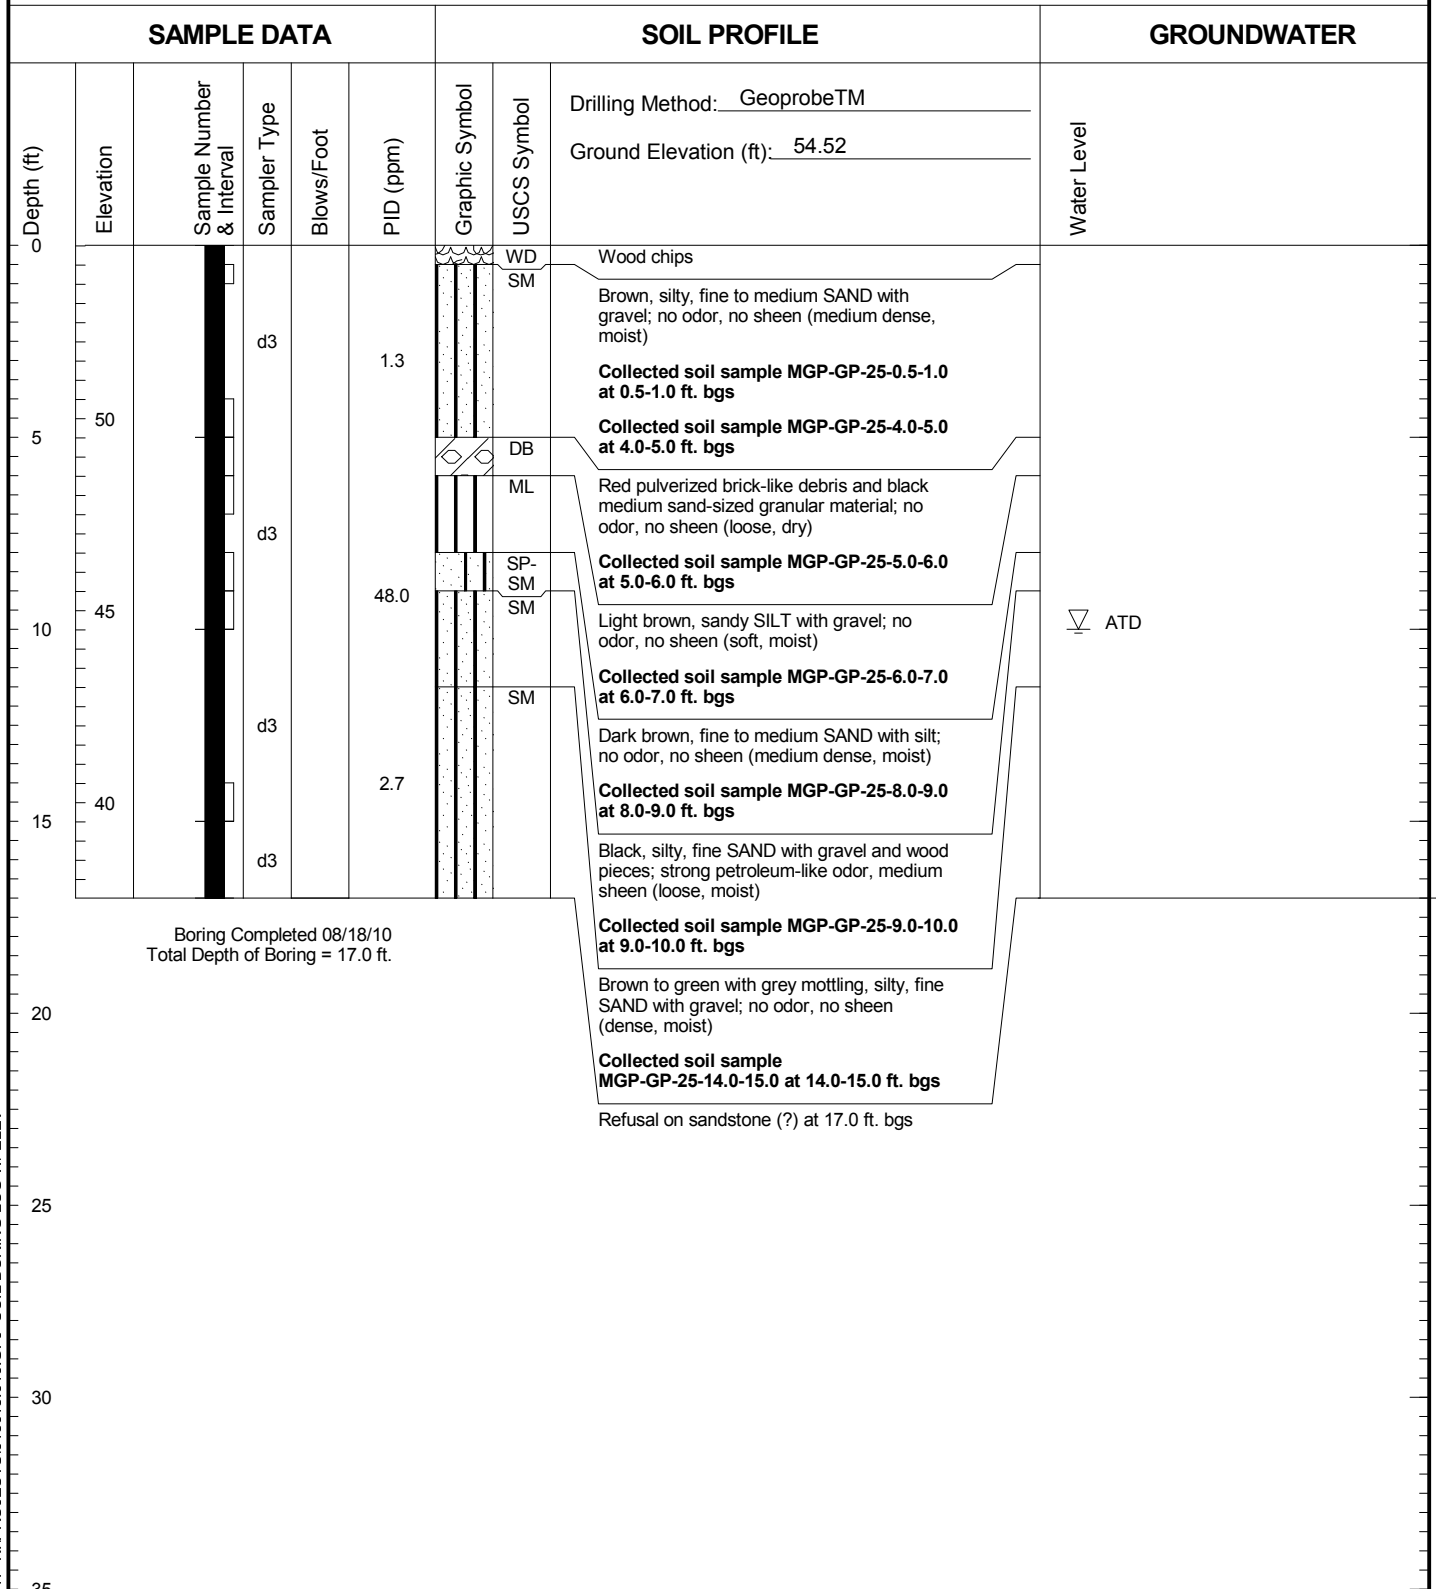 SAMPLE DATA
SOIL PROFILE
GROUNDWATER
Depth (ft)
Elevation
Sample Number
& Interval
Sampler Type
Blows/Foot
PID (ppm)
Graphic Symbol
USCS Symbol
Drilling Method: GeoprobeTM
Ground Elevation (ft): 54.52
Water Level
0
WD
Wood chips
SM
Brown, silty, fine to medium SAND with
gravel; no odor, no sheen (medium dense,
moist)
d3
1.3
Collected soil sample MGP-GP-25-0.5-1.0
at 0.5-1.0 ft. bgs
50
Collected soil sample MGP-GP-25-4.0-5.0
at 4.0-5.0 ft. bgs
5
DB
ML
Red pulverized brick-like debris and black
medium sand-sized granular material; no
odor, no sheen (loose, dry)
d3
SP-
SM
Collected soil sample MGP-GP-25-5.0-6.0
at 5.0-6.0 ft. bgs
48.0
45
SM
10
Light brown, sandy SILT with gravel; no
odor, no sheen (soft, moist)
ATD
Collected soil sample MGP-GP-25-6.0-7.0
at 6.0-7.0 ft. bgs
SM
d3
Dark brown, fine to medium SAND with silt;
no odor, no sheen (medium dense, moist)
2.7
40
Collected soil sample MGP-GP-25-8.0-9.0
at 8.0-9.0 ft. bgs
15
d3
Black, silty, fine SAND with gravel and wood
pieces; strong petroleum-like odor, medium
sheen (loose, moist)
Boring Completed 08/18/10
Total Depth of Boring = 17.0 ft.
Collected soil sample MGP-GP-25-9.0-10.0
at 9.0-10.0 ft. bgs
Brown to green with grey mottling, silty, fine
SAND with gravel; no odor, no sheen
(dense, moist)
20
Collected soil sample
MGP-GP-25-14.0-15.0 at 14.0-15.0 ft. bgs
Refusal on sandstone (?) at 17.0 ft. bgs
25
30
35